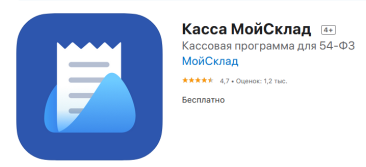 Касса МойСклад 4+
Кассовая программа для 54-ФЗ
МойСклад
4,7 • Оценок: 1,2 тыс.
Бесплатно